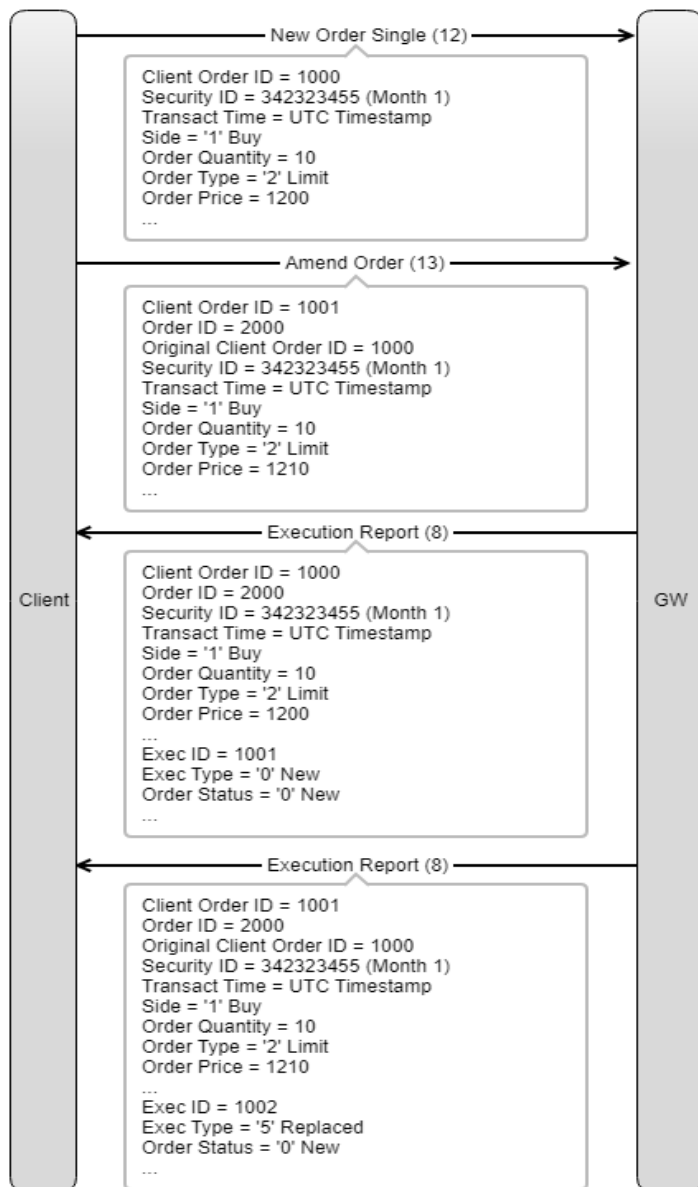 New Order Single (12)
Client Order ID = 1000
Security ID = 342323455 (Month 1)
Transact Time = UTC Timestamp
Side = '1' Buy
Order Quantity = 10
Order Type = '2' Limit
Order Price = 1200
...
Amend Order (13)
Client Order ID = 1001
Order ID = 2000
Original Client Order ID = 1000
Security ID = 342323455 (Month 1)
Transact Time = UTC Timestamp
Side = '1' Buy
Order Quantity = 10
Order Type = '2' Limit
Order Price = 1210
...
Execution Report (8)
Client Order ID = 1000
Order ID = 2000
Security ID = 342323455 (Month 1)
Transact Time = UTC Timestamp
Side = '1' Buy
Order Quantity = 10
Order Type = '2' Limit
Order Price = 1200
...
Exec ID = 1001
Exec Type = '0' New
Order Status = '0' New
...
Client
GW
Execution Report (8)
Client Order ID = 1001
Order ID = 2000
Original Client Order ID = 1000
Security ID = 342323455 (Month 1)
Transact Time = UTC Timestamp
Side = '1' Buy
Order Quantity = 10
Order Type = '2' Limit
Order Price = 1210
...
Exec ID = 1002
Exec Type = '5' Replaced
Order Status = '0' New
...